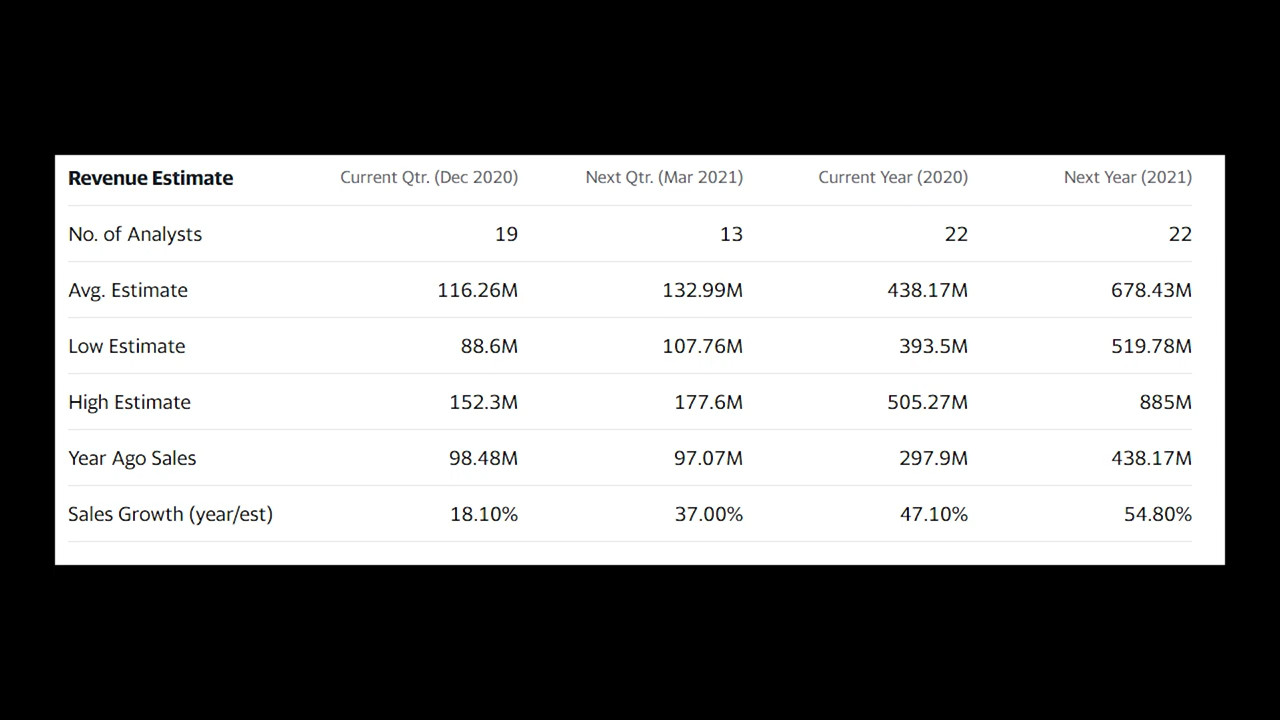 Revenue Estimate Current Qtr. (Dec 2020) Next Qtr. (Mar 2021) Current Year (2020) Next Year (2021)
No. of Analysts 19 13 22 22
Avg. Estimate 116.26M 132.99M 438.17M 678.43M
Low Estimate 88.6M 107.76M 393.5M 519.78M
High Estimate 152.3M 177.6M 505.27M 885M
Year Ago Sales 98.48M 97.07M 297.9M 438.17M
Sales Growth (year/est) 18.10% 37.00% 47.10% 54.80%